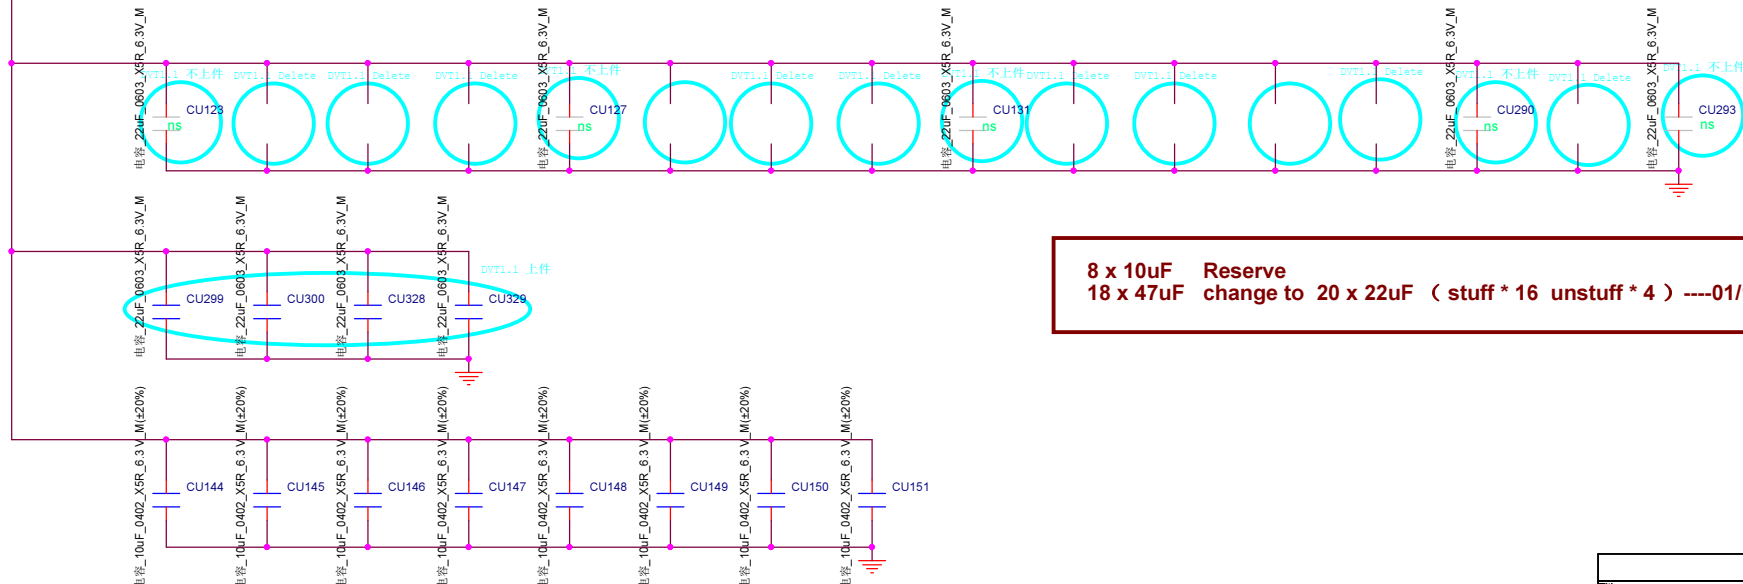 电容_22uF_0603_X5R_6.3V_M
电容_22uF_0603_X5R_6.3V_M
电容_22uF_0603_X5R_6.3V_M
电容_22uF_0603_X5R_6.3V_M
电容_22uF_0603_X5R_6.3V_M
DVT1.1 不上件
DVT1.1 Delete
DVT1.1 Delete
DVT1.1 Delete
DVT1.1 不上件
DVT1.1 Delete
DVT1.1 Delete
DVT1.1 不上件
DVT1.1 Delete
DVT1.1 Delete
DVT1.1 Delete
DVT1.1 不上件
DVT1.1 Delete
DVT1.1 不上件
CU123
ns
CU127
ns
CU131
ns
CU290
ns
CU293
ns
电容_22uF_0603_X5R_6.3V_M
电容_22uF_0603_X5R_6.3V_M
电容_22uF_0603_X5R_6.3V_M
电容_22uF_0603_X5R_6.3V_M
DVT1.1 上件
CU299
CU300
CU328
CU329
8 x 10uF Reserve
18 x 47uF change to 20 x 22uF （ stuff * 16 unstuff * 4 ）----01/
电容_10uF_0402_X5R_6.3V_M(±20%)
电容_10uF_0402_X5R_6.3V_M(±20%)
电容_10uF_0402_X5R_6.3V_M(±20%)
电容_10uF_0402_X5R_6.3V_M(±20%)
电容_10uF_0402_X5R_6.3V_M(±20%)
电容_10uF_0402_X5R_6.3V_M(±20%)
电容_10uF_0402_X5R_6.3V_M(±20%)
电容_10uF_0402_X5R_6.3V_M(±20%)
CU144
CU145
CU146
CU147
CU148
CU149
CU150
CU151